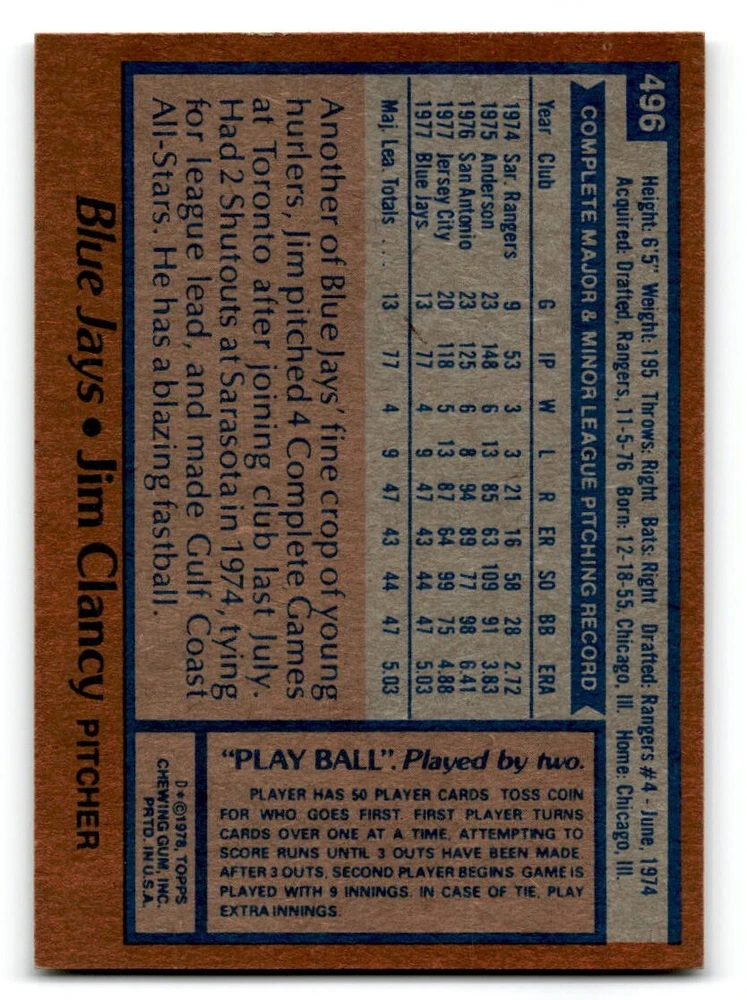 496
Height: 6'5" Weight: 195 Throws: Right Bats: Right Drafted: Rangers #4 - June, 1974
Acquired: Drafted, Rangers, 11-5-76 Born: 12-18-55, Chicago, Ill. Home: Chicago, Ill.
COMPLETE MAJOR & MINOR LEAGUE PITCHING RECORD
Year Club G IP W L R ER SO BB ERA
1974 Sar. Rangers 9 53 3 3 21 16 58 28 2.72
1975 Anderson 23 148 6 13 85 63 109 91 3.83
1976 San Antonio 23 125 6 8 94 89 77 98 6.41
1977 Jersey City 20 118 5 13 87 64 99 75 4.88
1977 Blue Jays 13 77 4 9 47 43 44 47 5.03
Maj. Lea. Totals .... 13 77 4 9 47 43 44 47 5.03
Another of Blue Jays' fine crop of young
hurlers, Jim pitched 4 Complete Games
at Toronto after joining club last July.
Had 2 Shutouts at Sarasota in 1974, tying
for league lead, and made Gulf Coast
All-Stars. He has a blazing fastball.
"PLAY BALL". Played by two.
PLAYER HAS 50 PLAYER CARDS. TOSS COIN
FOR WHO GOES FIRST. FIRST PLAYER TURNS
CARDS OVER ONE AT A TIME, ATTEMPTING TO
SCORE RUNS UNTIL 3 OUTS HAVE BEEN MADE.
AFTER 3 OUTS, SECOND PLAYER BEGINS. GAME IS
PLAYED WITH 9 INNINGS. IN CASE OF TIE, PLAY
EXTRA INNINGS.
D*©1978, TOPPS
CHEWING GUM, INC.
PRTD. IN U.S.A.
Blue Jays • Jim Clancy PITCHER